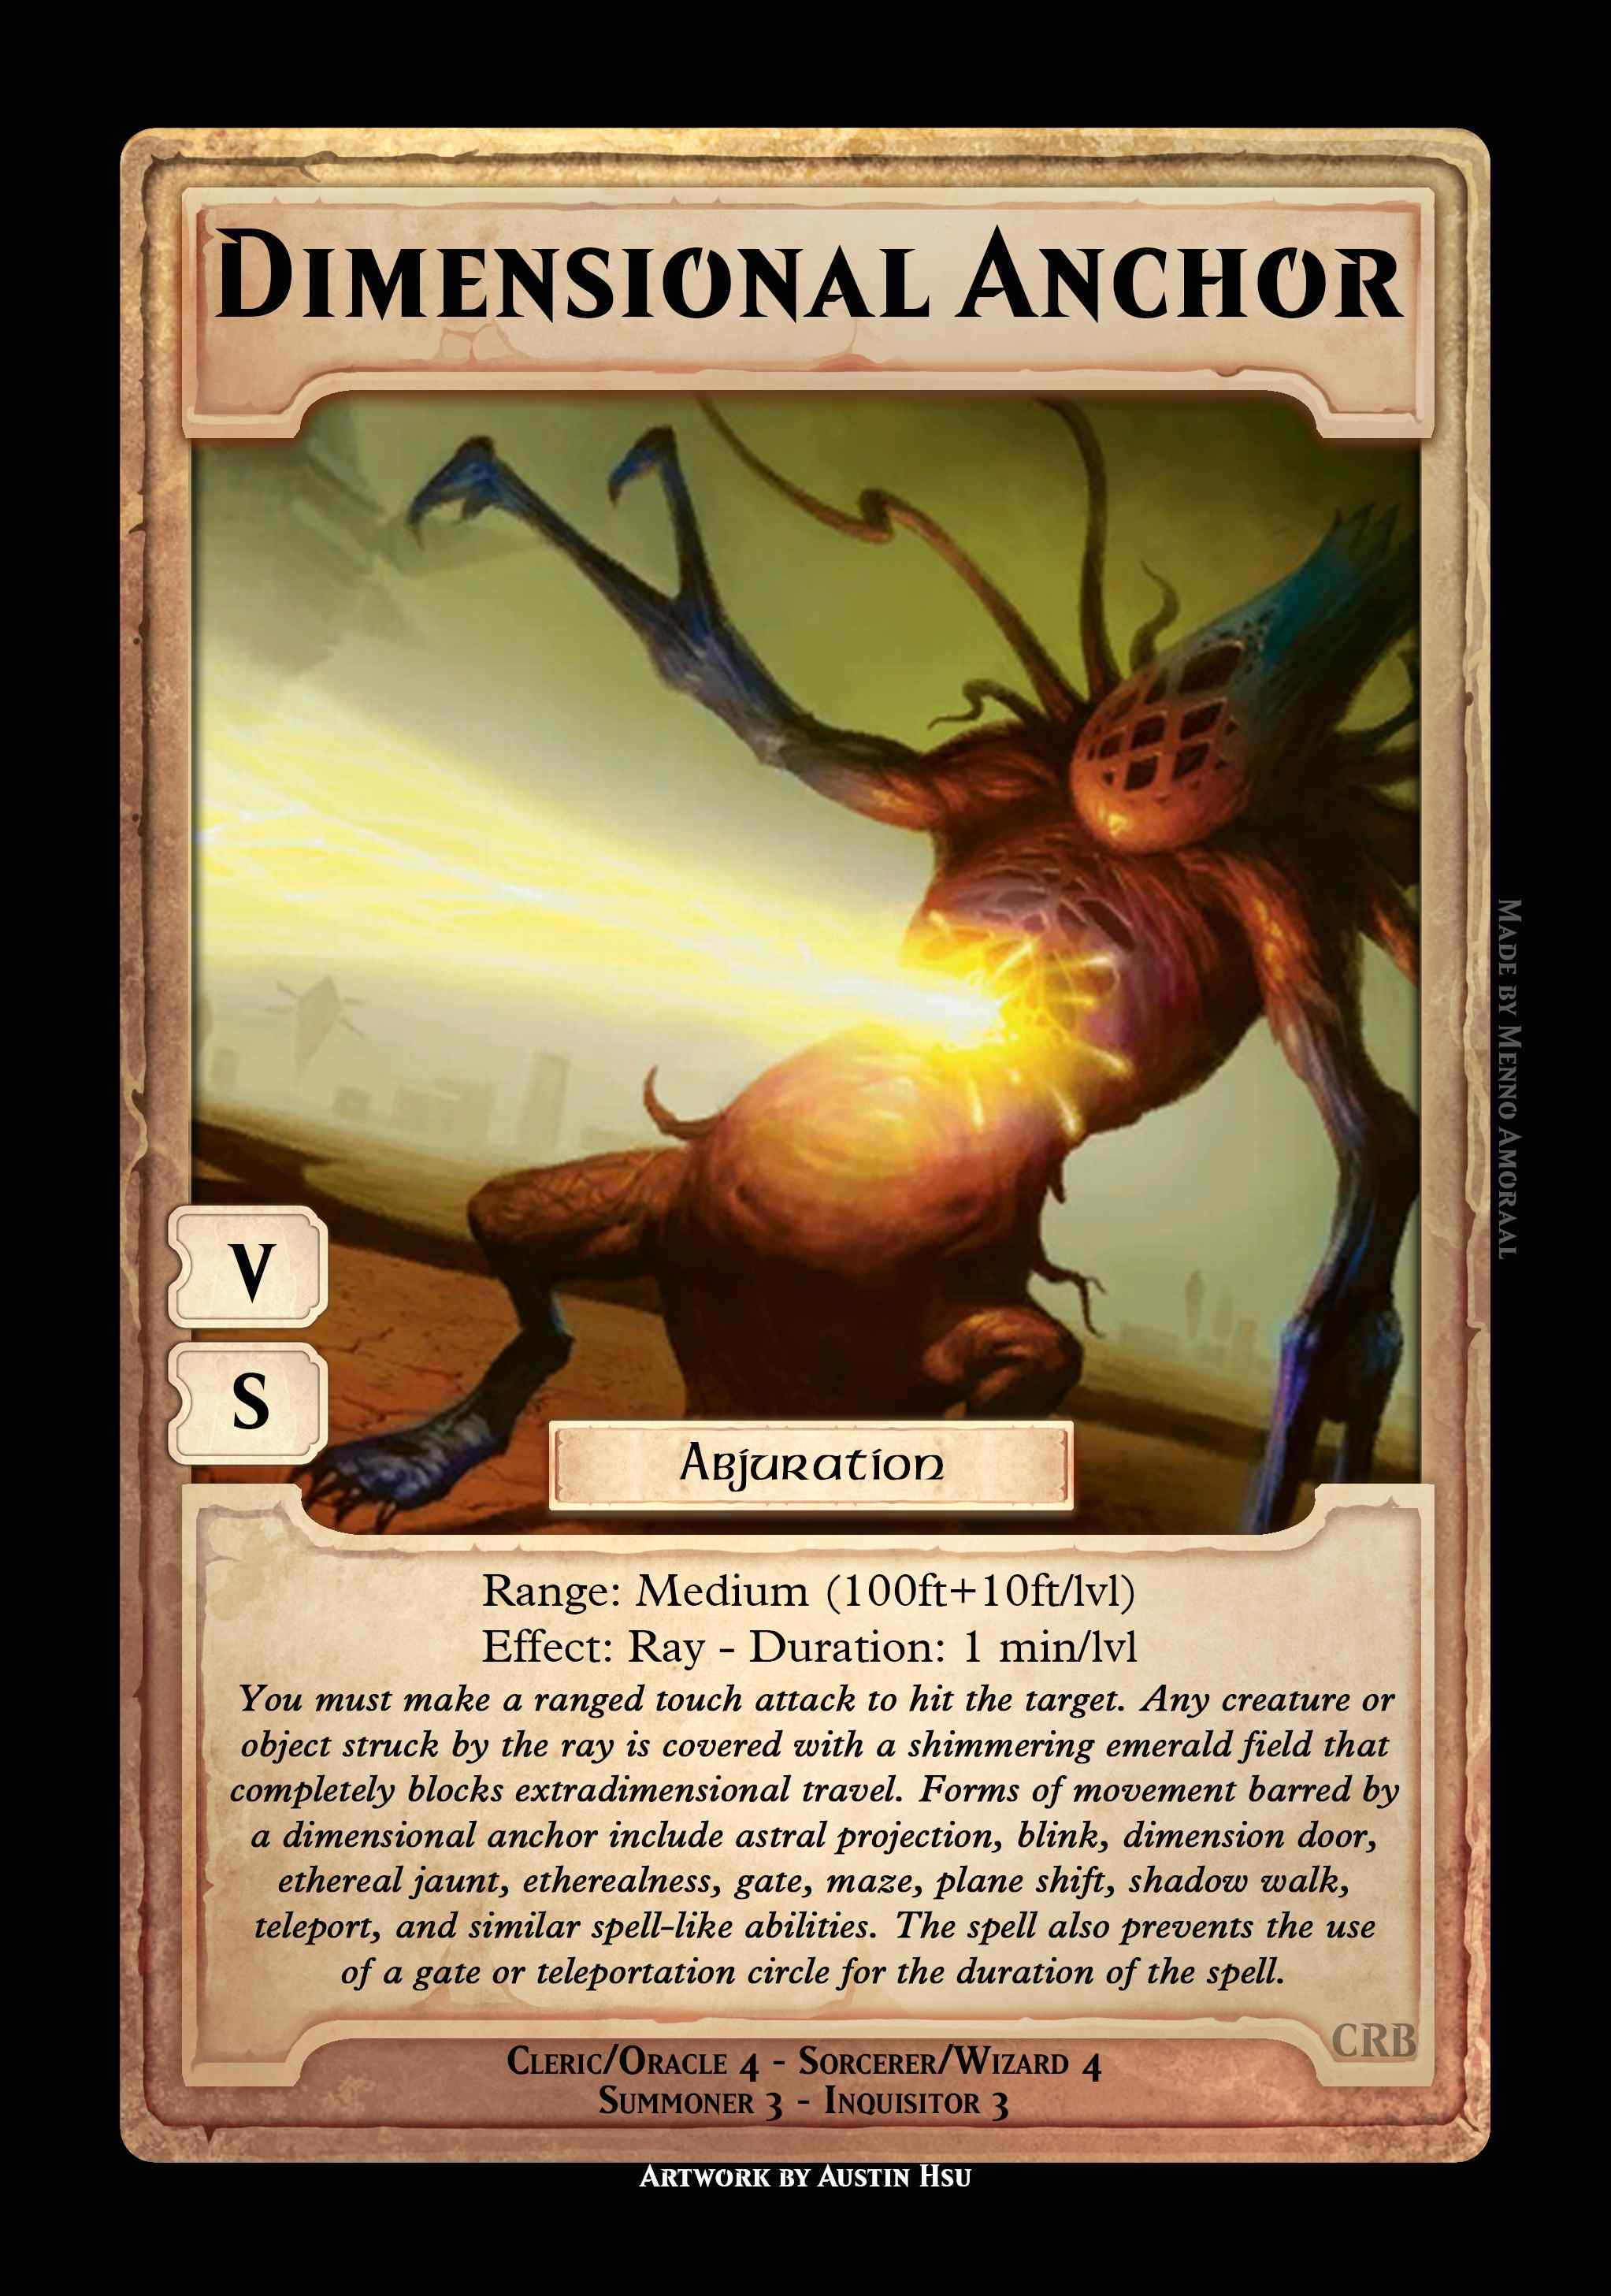 Dimensional Anchor
V
S
Abjuration
Range: Medium (100ft+10ft/lvl)
Effect: Ray - Duration: 1 min/lvl
You must make a ranged touch attack to hit the target. Any creature or
object struck by the ray is covered with a shimmering emerald field that
completely blocks extradimensional travel. Forms of movement barred by
a dimensional anchor include astral projection, blink, dimension door,
ethereal jaunt, etherealness, gate, maze, plane shift, shadow walk,
teleport, and similar spell-like abilities. The spell also prevents the use
of a gate or teleportation circle for the duration of the spell.
CRB
Cleric/Oracle 4 - Sorcerer/Wizard 4
Summoner 3 - Inquisitor 3
Artwork by Austin Hsu
Made by Menno Amoraal